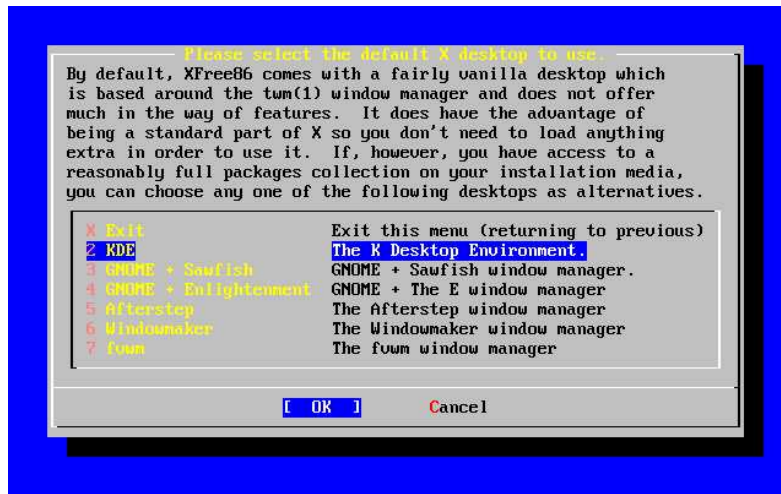 Please select the default X desktop to use.
By default, XFree86 comes with a fairly vanilla desktop which
is based around the twm(1) window manager and does not offer
much in the way of features.  It does have the advantage of
being a standard part of X so you don't need to load anything
extra in order to use it.  If, however, you have access to a
reasonably full packages collection on your installation media,
you can choose any one of the following desktops as alternatives.
X Exit Exit this menu (returning to previous)
2 KDE The K Desktop Environment.
3 GNOME + Sawfish GNOME + Sawfish window manager.
4 GNOME + Enlightenment GNOME + The E window manager
5 Afterstep The Afterstep window manager
6 Windowmaker The Windowmaker window manager
7 fvwm The fvwm window manager
[ OK ] Cancel